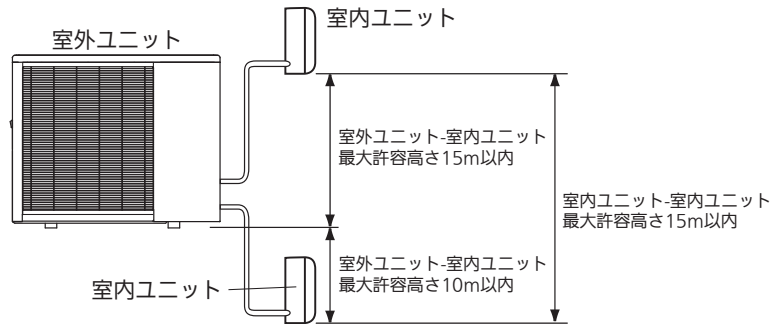 室内ユニット
室外ユニット
室外ユニット-室内ユニット
最大許容高さ15m以内
室内ユニット-室内ユニット
最大許容高さ15m以内
室外ユニット-室内ユニット
最大許容高さ10m以内
室内ユニット